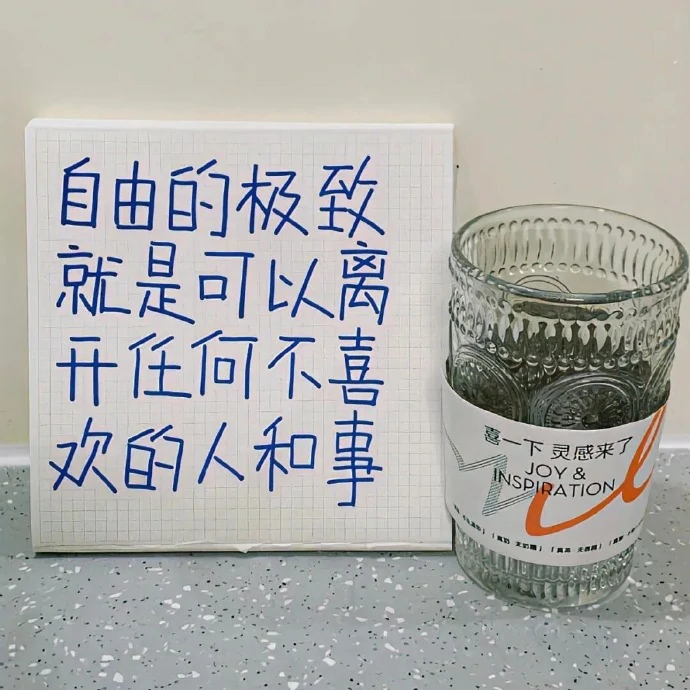 自由的极致
就是可以离
开任何不喜
欢的人和事
喜一下 灵感来了
JOY &
INSPIRATION